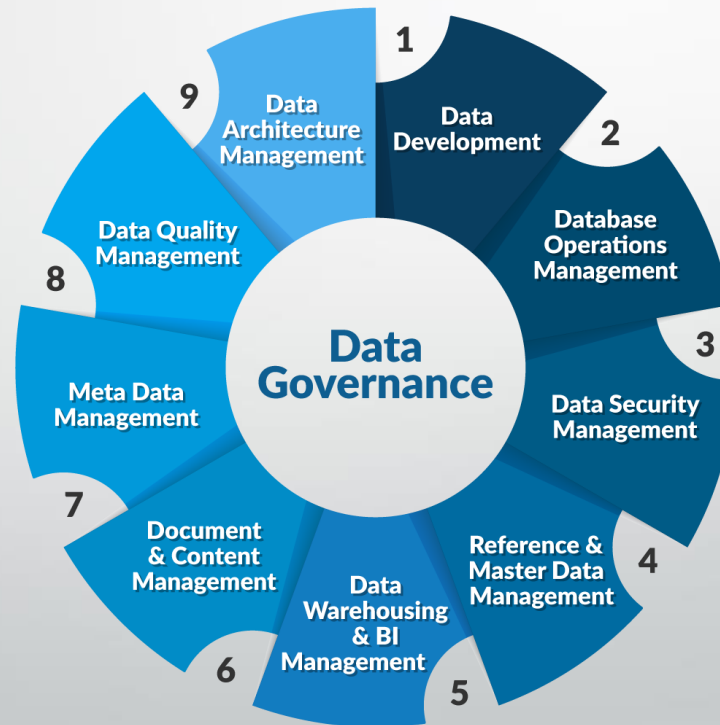 1
Data
Development
2
Database
Operations
Management
3
Data Security
Management
4
Reference &
Master Data
Management
5
Data
Warehousing
& BI
Management
6
Document
& Content
Management
7
Meta Data
Management
8
Data Quality
Management
9
Data
Architecture
Management
Data
Governance